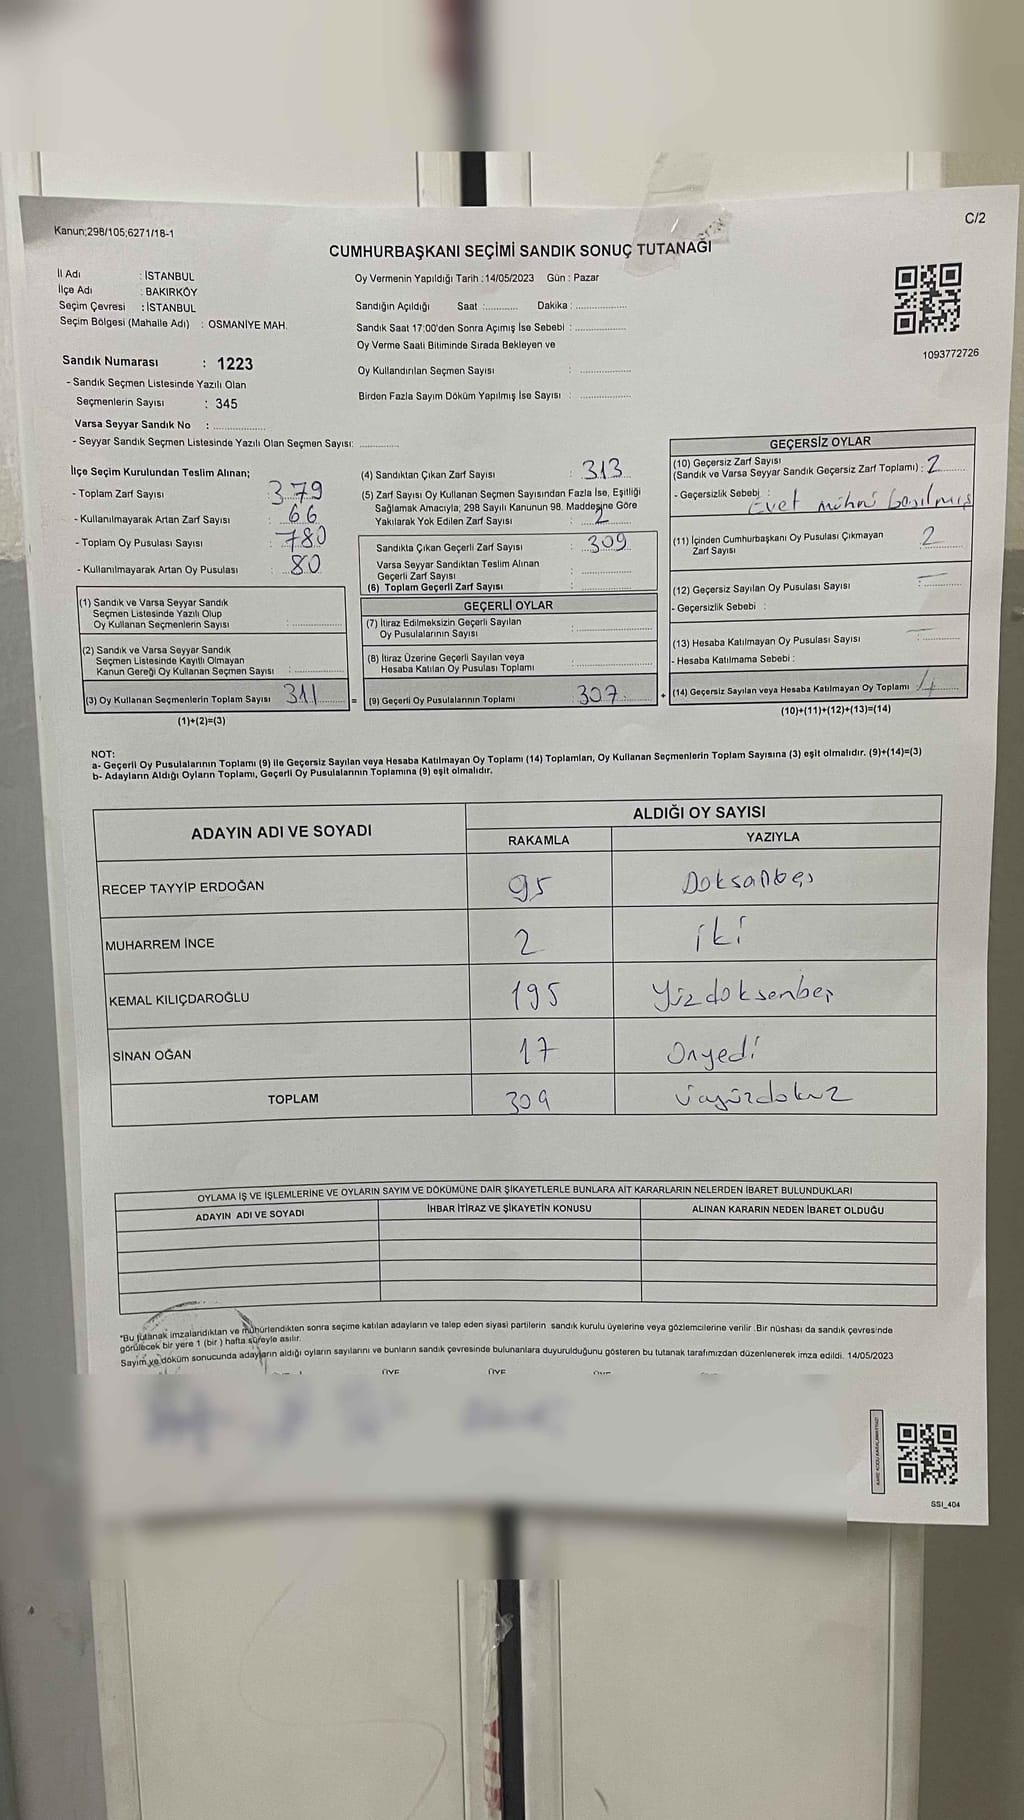 Kanun;298/105;6271/18-1
C/2
CUMHURBAŞKANI SEÇİMİ SANDIK SONUÇ TUTANAĞI
İl Adı : İSTANBUL
İlçe Adı : BAKIRKÖY
Seçim Çevresi : İSTANBUL
Seçim Bölgesi (Mahalle Adı) : OSMANİYE MAH.
Oy Vermenin Yapıldığı Tarih : 14/05/2023 Gün : Pazar
Sandığın Açıldığı Saat :............ Dakika :..................
Sandık Saat 17:00'den Sonra Açımış İse Sebebi : ..................
Oy Verme Saati Bitiminde Sırada Bekleyen ve
Oy Kullandırılan Seçmen Sayısı : ..................
Birden Fazla Sayım Döküm Yapılmış İse Sayısı : ..................
1093772726
Sandık Numarası : 1223
- Sandık Seçmen Listesinde Yazılı Olan
Seçmenlerin Sayısı : 345
Varsa Seyyar Sandık No : ..................
- Seyyar Sandık Seçmen Listesinde Yazılı Olan Seçmen Sayısı: .............
İlçe Seçim Kurulundan Teslim Alınan;
- Toplam Zarf Sayısı : 379
- Kullanılmayarak Artan Zarf Sayısı : 66
- Toplam Oy Pusulası Sayısı : 780
- Kullanılmayarak Artan Oy Pusulası : 80
(1) Sandık ve Varsa Seyyar Sandık
Seçmen Listesinde Yazılı Olup
Oy Kullanan Seçmenlerin Sayısı : ..................
(2) Sandık ve Varsa Seyyar Sandık
Seçmen Listesinde Kayıtlı Olmayan
Kanun Gereği Oy Kullanan Seçmen Sayısı : ..................
(3) Oy Kullanan Seçmenlerin Toplam Sayısı 311
(1)+(2)=(3)
=
(4) Sandıktan Çıkan Zarf Sayısı : 313
(5) Zarf Sayısı Oy Kullanan Seçmen Sayısından Fazla İse, Eşitliği
Sağlamak Amacıyla, 298 Sayılı Kanunun 98. Maddesine Göre
Yakılarak Yok Edilen Zarf Sayısı : 2
Sandıkta Çıkan Geçerli Zarf Sayısı : 309
Varsa Seyyar Sandıktan Teslim Alınan
Geçerli Zarf Sayısı : ..................
(6) Toplam Geçerli Zarf Sayısı : ..................
GEÇERLİ OYLAR
(7) İtiraz Edilmeksizin Geçerli Sayılan
Oy Pusulalarının Sayısı : ..................
(8) İtiraz Üzerine Geçerli Sayılan veya
Hesaba Katılan Oy Pusulası Toplamı : ..................
(9) Geçerli Oy Pusulalarının Toplamı 307
+
GEÇERSİZ OYLAR
(10) Geçersiz Zarf Sayısı
(Sandık ve Varsa Seyyar Sandık Geçersiz Zarf Toplamı) : 2
- Geçersizlik Sebebi : Evet mührü basılmış
(11) İçinden Cumhurbaşkanı Oy Pusulası Çıkmayan
Zarf Sayısı : 2
(12) Geçersiz Sayılan Oy Pusulası Sayısı : —
- Geçersizlik Sebebi :
(13) Hesaba Katılmayan Oy Pusulası Sayısı : —
- Hesaba Katılmama Sebebi :
(14) Geçersiz Sayılan veya Hesaba Katılmayan Oy Toplamı 4
(10)+(11)+(12)+(13)=(14)
NOT:
a- Geçerli Oy Pusulalarının Toplamı (9) ile Geçersiz Sayılan veya Hesaba Katılmayan Oy Toplamı (14) Toplamları, Oy Kullanan Seçmenlerin Toplam Sayısına (3) eşit olmalıdır. (9)+(14)=(3)
b- Adayların Aldığı Oyların Toplamı, Geçerli Oy Pusulalarının Toplamına (9) eşit olmalıdır.
ADAYIN ADI VE SOYADI
ALDIĞI OY SAYISI
RAKAMLA YAZIYLA
RECEP TAYYİP ERDOĞAN 95 Doksanbeş
MUHARREM İNCE 2 iki
KEMAL KILIÇDAROĞLU 195 Yüzdoksenbeş
SİNAN OĞAN 17 Onyedi
TOPLAM 309 üçyüzdokuz
OYLAMA İŞ VE İŞLEMLERİNE VE OYLARIN SAYIM VE DÖKÜMÜNE DAİR ŞİKAYETLERLE BUNLARA AİT KARARLARIN NELERDEN İBARET BULUNDUKLARI
ADAYIN ADI VE SOYADI İHBAR İTİRAZ VE ŞİKAYETİN KONUSU ALINAN KARARIN NEDEN İBARET OLDUĞU
*Bu tutanak imzalandıktan ve mühürlendikten sonra seçime katılan adayların ve talep eden siyasi partilerin sandık kurulu üyelerine veya gözlemcilerine verilir .Bir nüshası da sandık çevresinde
görülecek bir yere 1 (bir ) hafta süreyle asılır.
Sayım ve döküm sonucunda adayların aldığı oyların sayılarını ve bunların sandık çevresinde bulunanlara duyurulduğunu gösteren bu tutanak tarafımızdan düzenlenerek imza edildi. 14/05/2023
ÜYE ÜYE
SSI_404